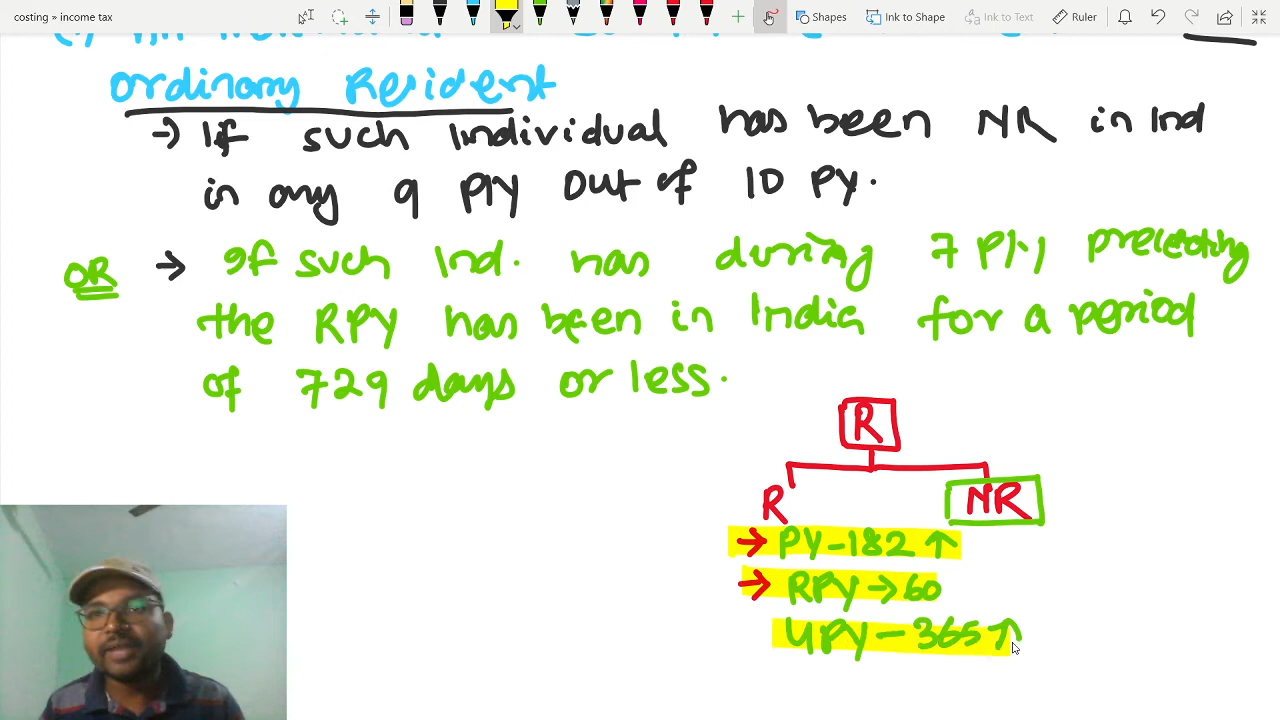 costing » income tax
Shapes
Ink to Shape
Ink to Text
Ruler
ordinary Resident
→ If such Individual has been NR in Ind
in any 9 PY out of 10 PY.
OR → If such Ind. has during 7 P.Y preceding
the RPY has been in India for a period
of 729 days or less.
R
R NR
→ PY-182 ↑
→ RPY → 60
4PY - 365 ↑